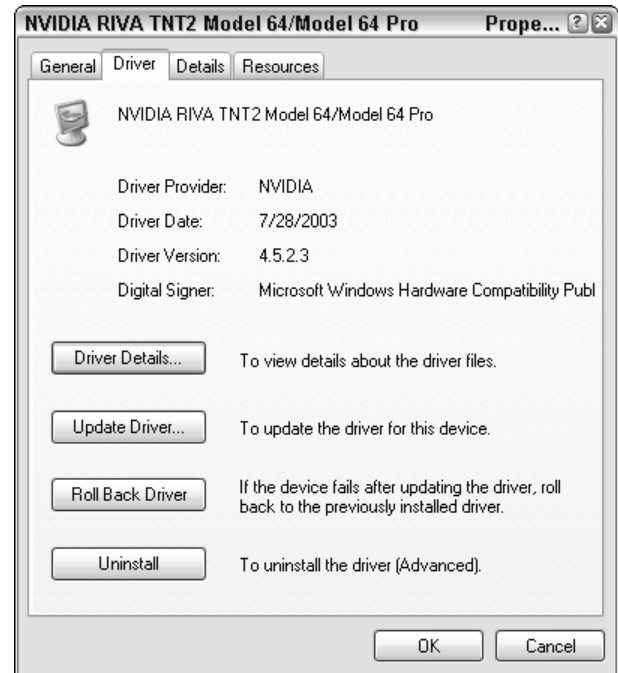 NVIDIA RIVA TNT2 Model 64/Model 64 Pro Prope...
General Driver Details Resources
NVIDIA RIVA TNT2 Model 64/Model 64 Pro
Driver Provider: NVIDIA
Driver Date: 7/28/2003
Driver Version: 4.5.2.3
Digital Signer: Microsoft Windows Hardware Compatibility Publ
Driver Details... To view details about the driver files.
Update Driver... To update the driver for this device.
Roll Back Driver If the device fails after updating the driver, roll
back to the previously installed driver.
Uninstall To uninstall the driver (Advanced).
OK Cancel